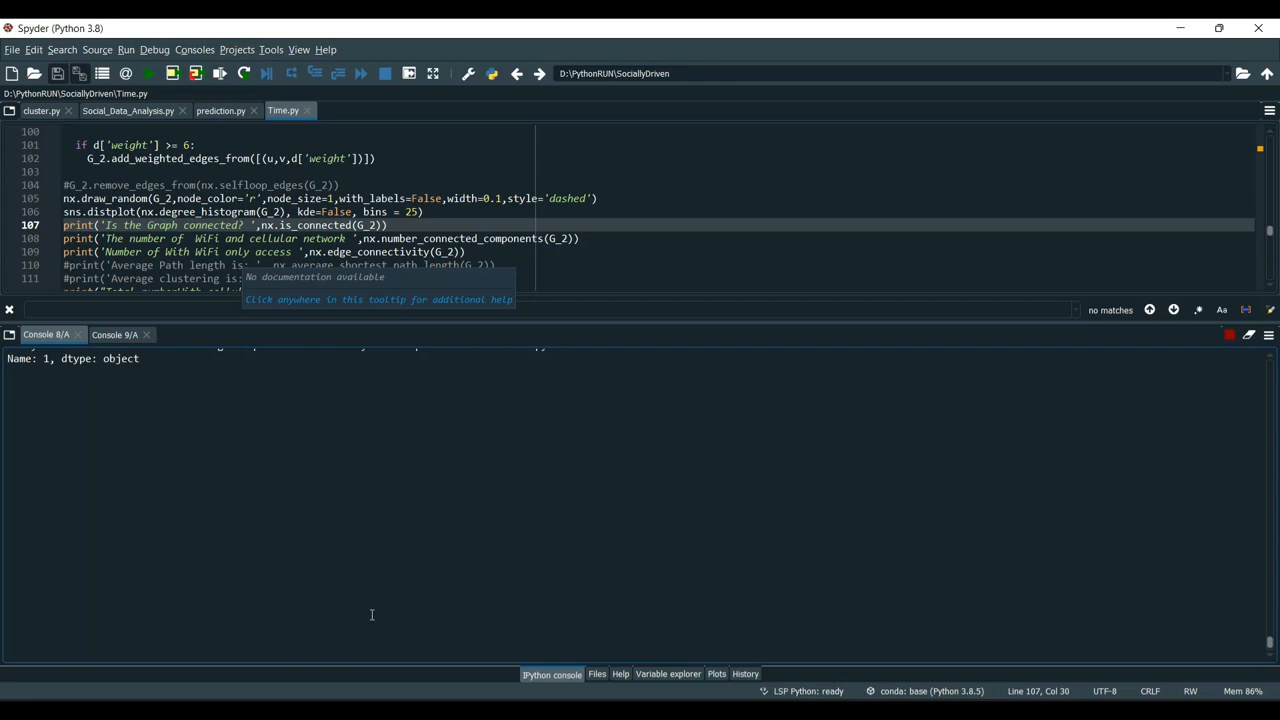 Spyder (Python 3.8)
File Edit Search Source Run Debug Consoles Projects Tools View Help
D:\PythonRUN\SociallyDriven
D:\PythonRUN\SociallyDriven\Time.py
cluster.py Social_Data_Analysis.py prediction.py Time.py
100
101 if d['weight'] >= 6:
102 G_2.add_weighted_edges_from([(u,v,d['weight'])])
103
104 #G_2.remove_edges_from(nx.selfloop_edges(G_2))
105 nx.draw_random(G_2,node_color='r',node_size=1,with_labels=False,width=0.1,style='dashed')
106 sns.distplot(nx.degree_histogram(G_2), kde=False, bins = 25)
107 print('Is the Graph connected? ',nx.is_connected(G_2))
108 print('The number of  WiFi and cellular network ',nx.number_connected_components(G_2))
109 print('Number of With WiFi only access ',nx.edge_connectivity(G_2))
110 #print('Average Path length is: ', nx.average_shortest_path_length(G_2))
111 #print('Average clustering is:
No documentation available
Click anywhere in this tooltip for additional help
no matches Aa
Console 8/A Console 9/A
Name: 1, dtype: object
IPython console Files Help Variable explorer Plots History
LSP Python: ready conda: base (Python 3.8.5) Line 107, Col 30 UTF-8 CRLF RW Mem 86%